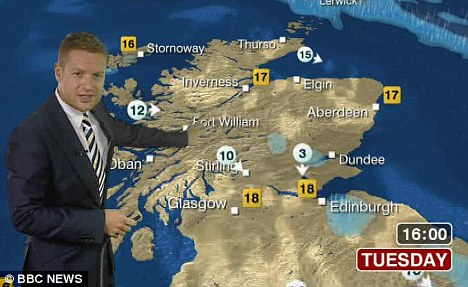 Lerwick
16
Stornoway
Thurso
15
Inverness
17
Elgin
17
Aberdeen
12
Fort William
Oban
10
Stirling
3
Dundee
18
Glasgow
18
Edinburgh
16:00
TUESDAY
© BBC NEWS